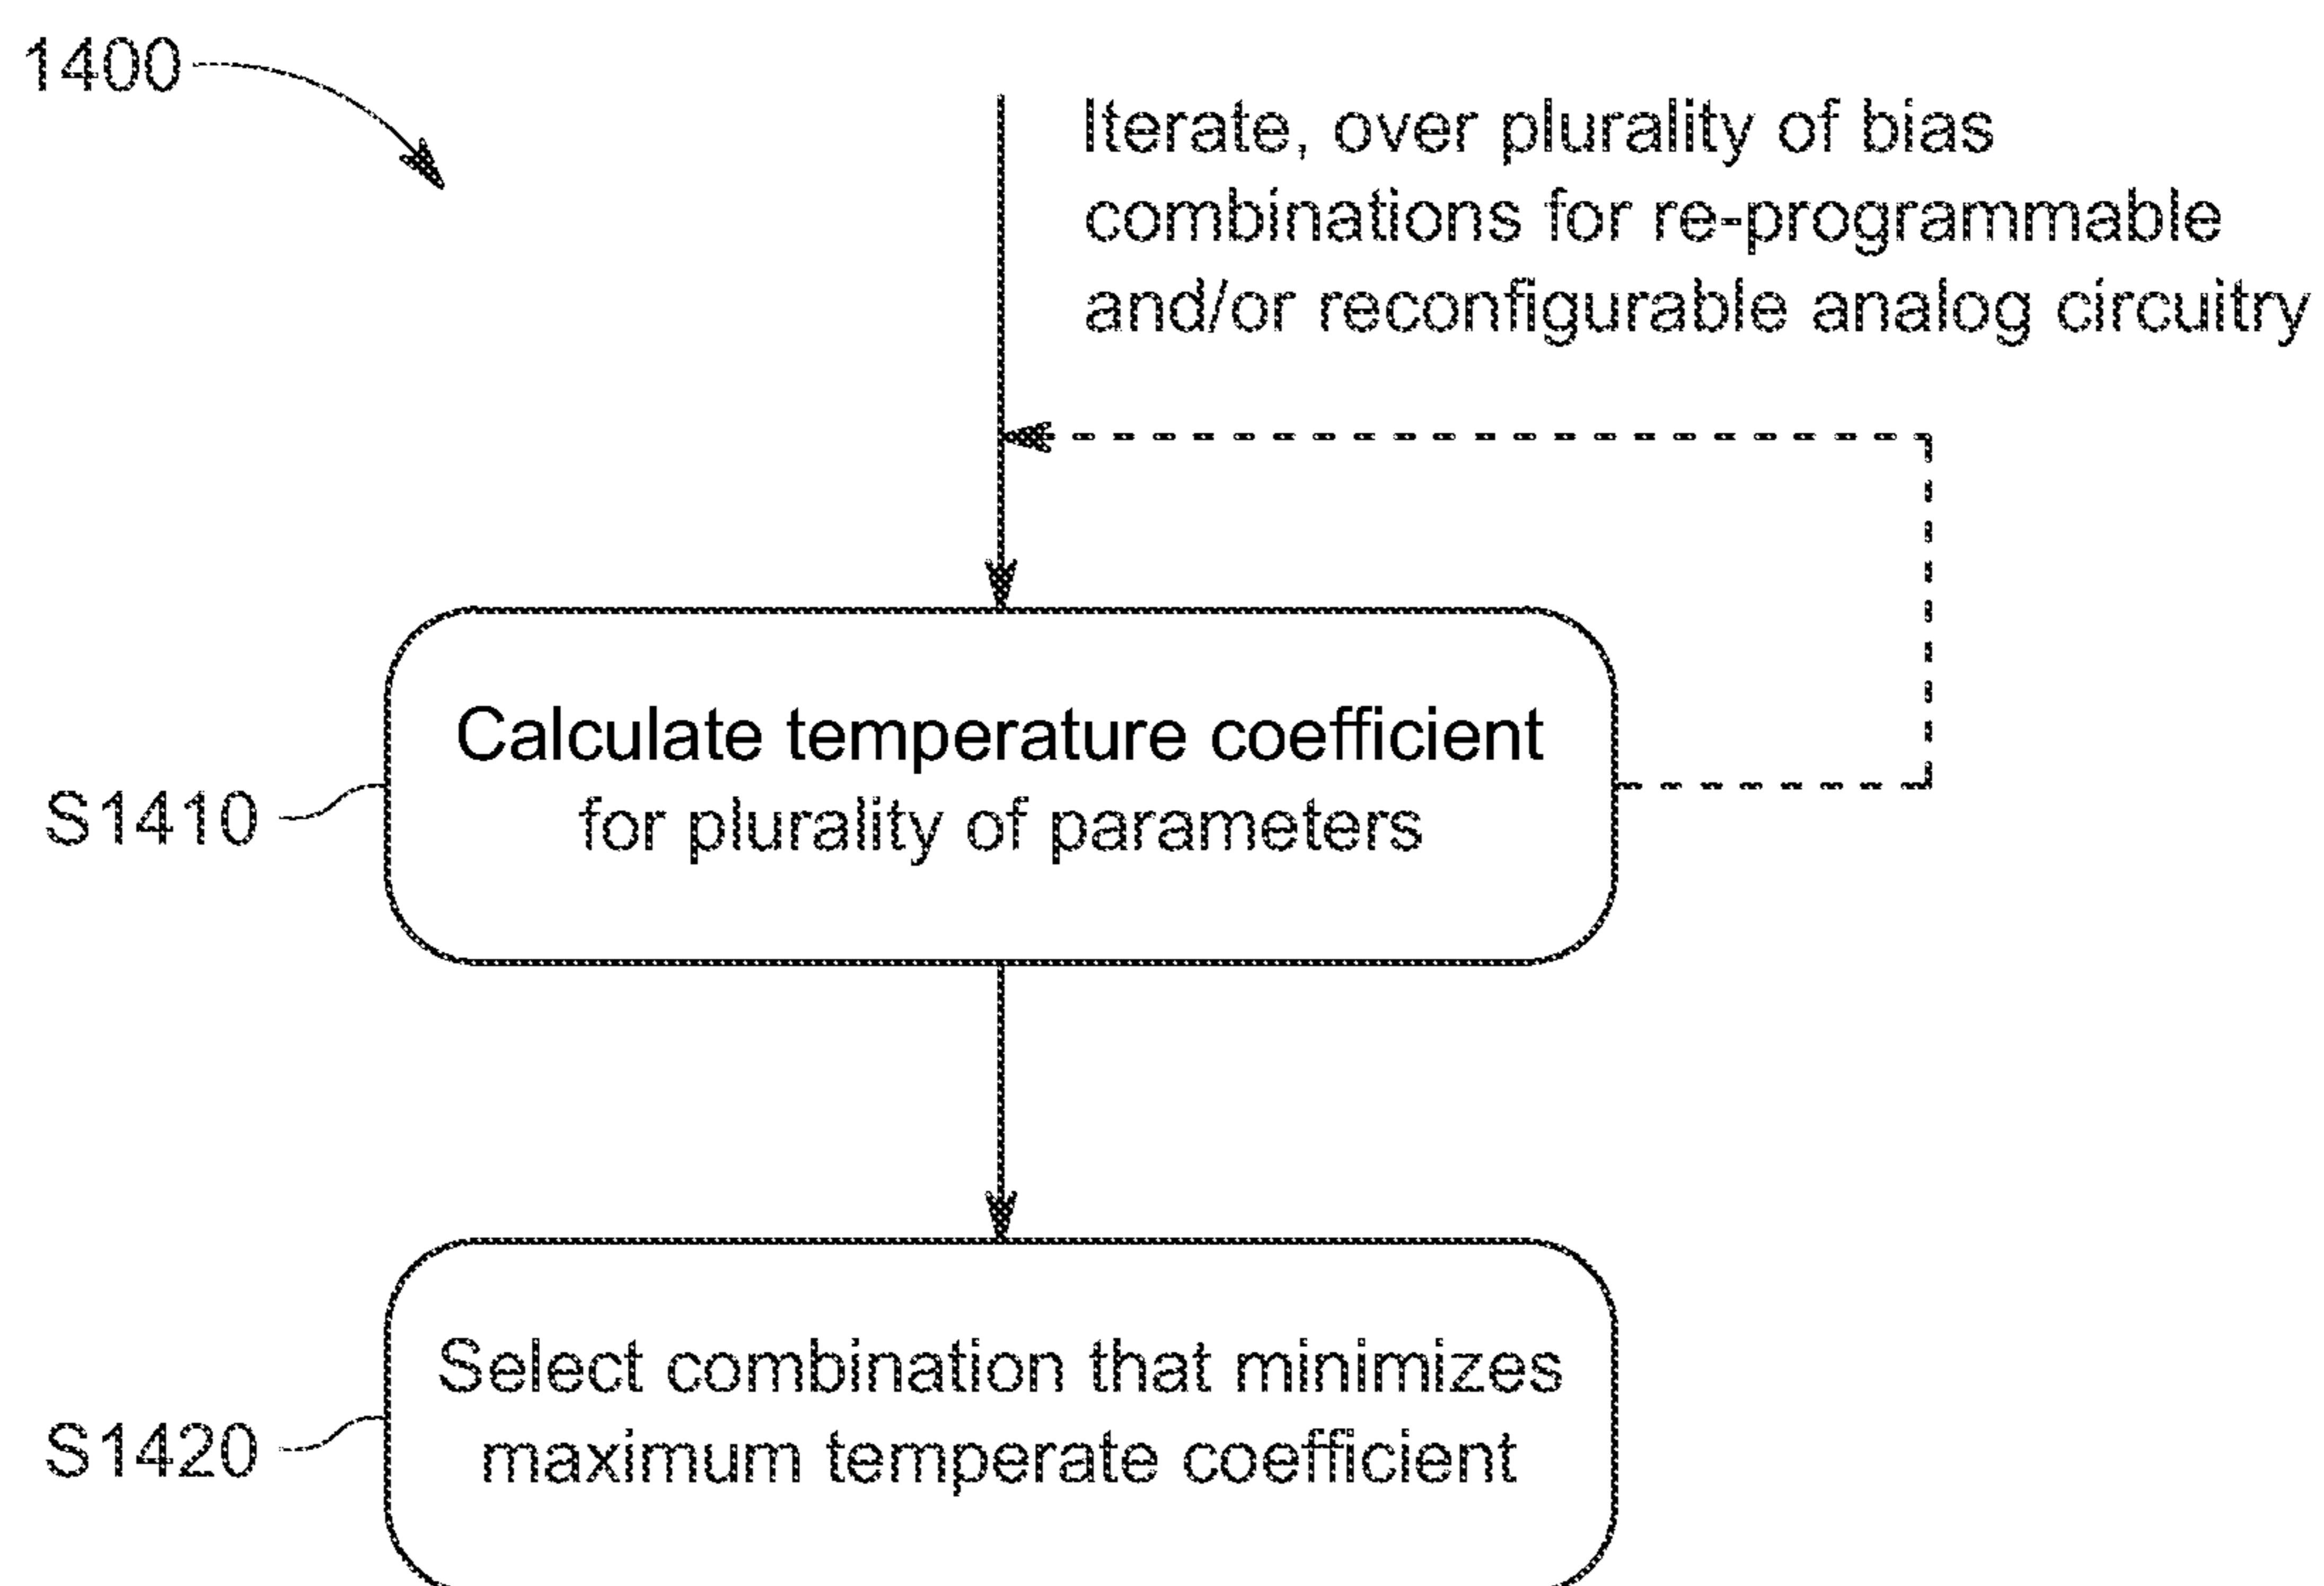 1400
Iterate, over plurality of bias
combinations for re-programmable
and/or reconfigurable analog circuitry
Calculate temperature coefficient
for plurality of parameters
S1410
Select combination that minimizes
maximum temperate coefficient
S1420